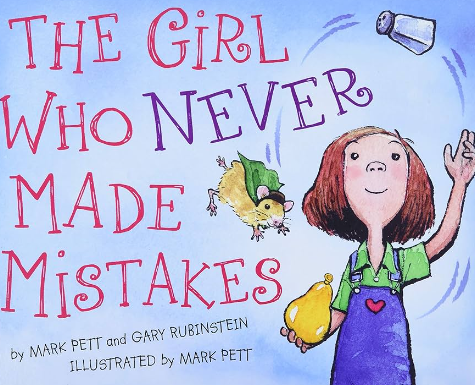 THE GIRL
WHO NEVER
MADE
MISTAKES
by MARK PETT and GARY RUBINSTEIN
ILLUSTRATED by MARK PETT